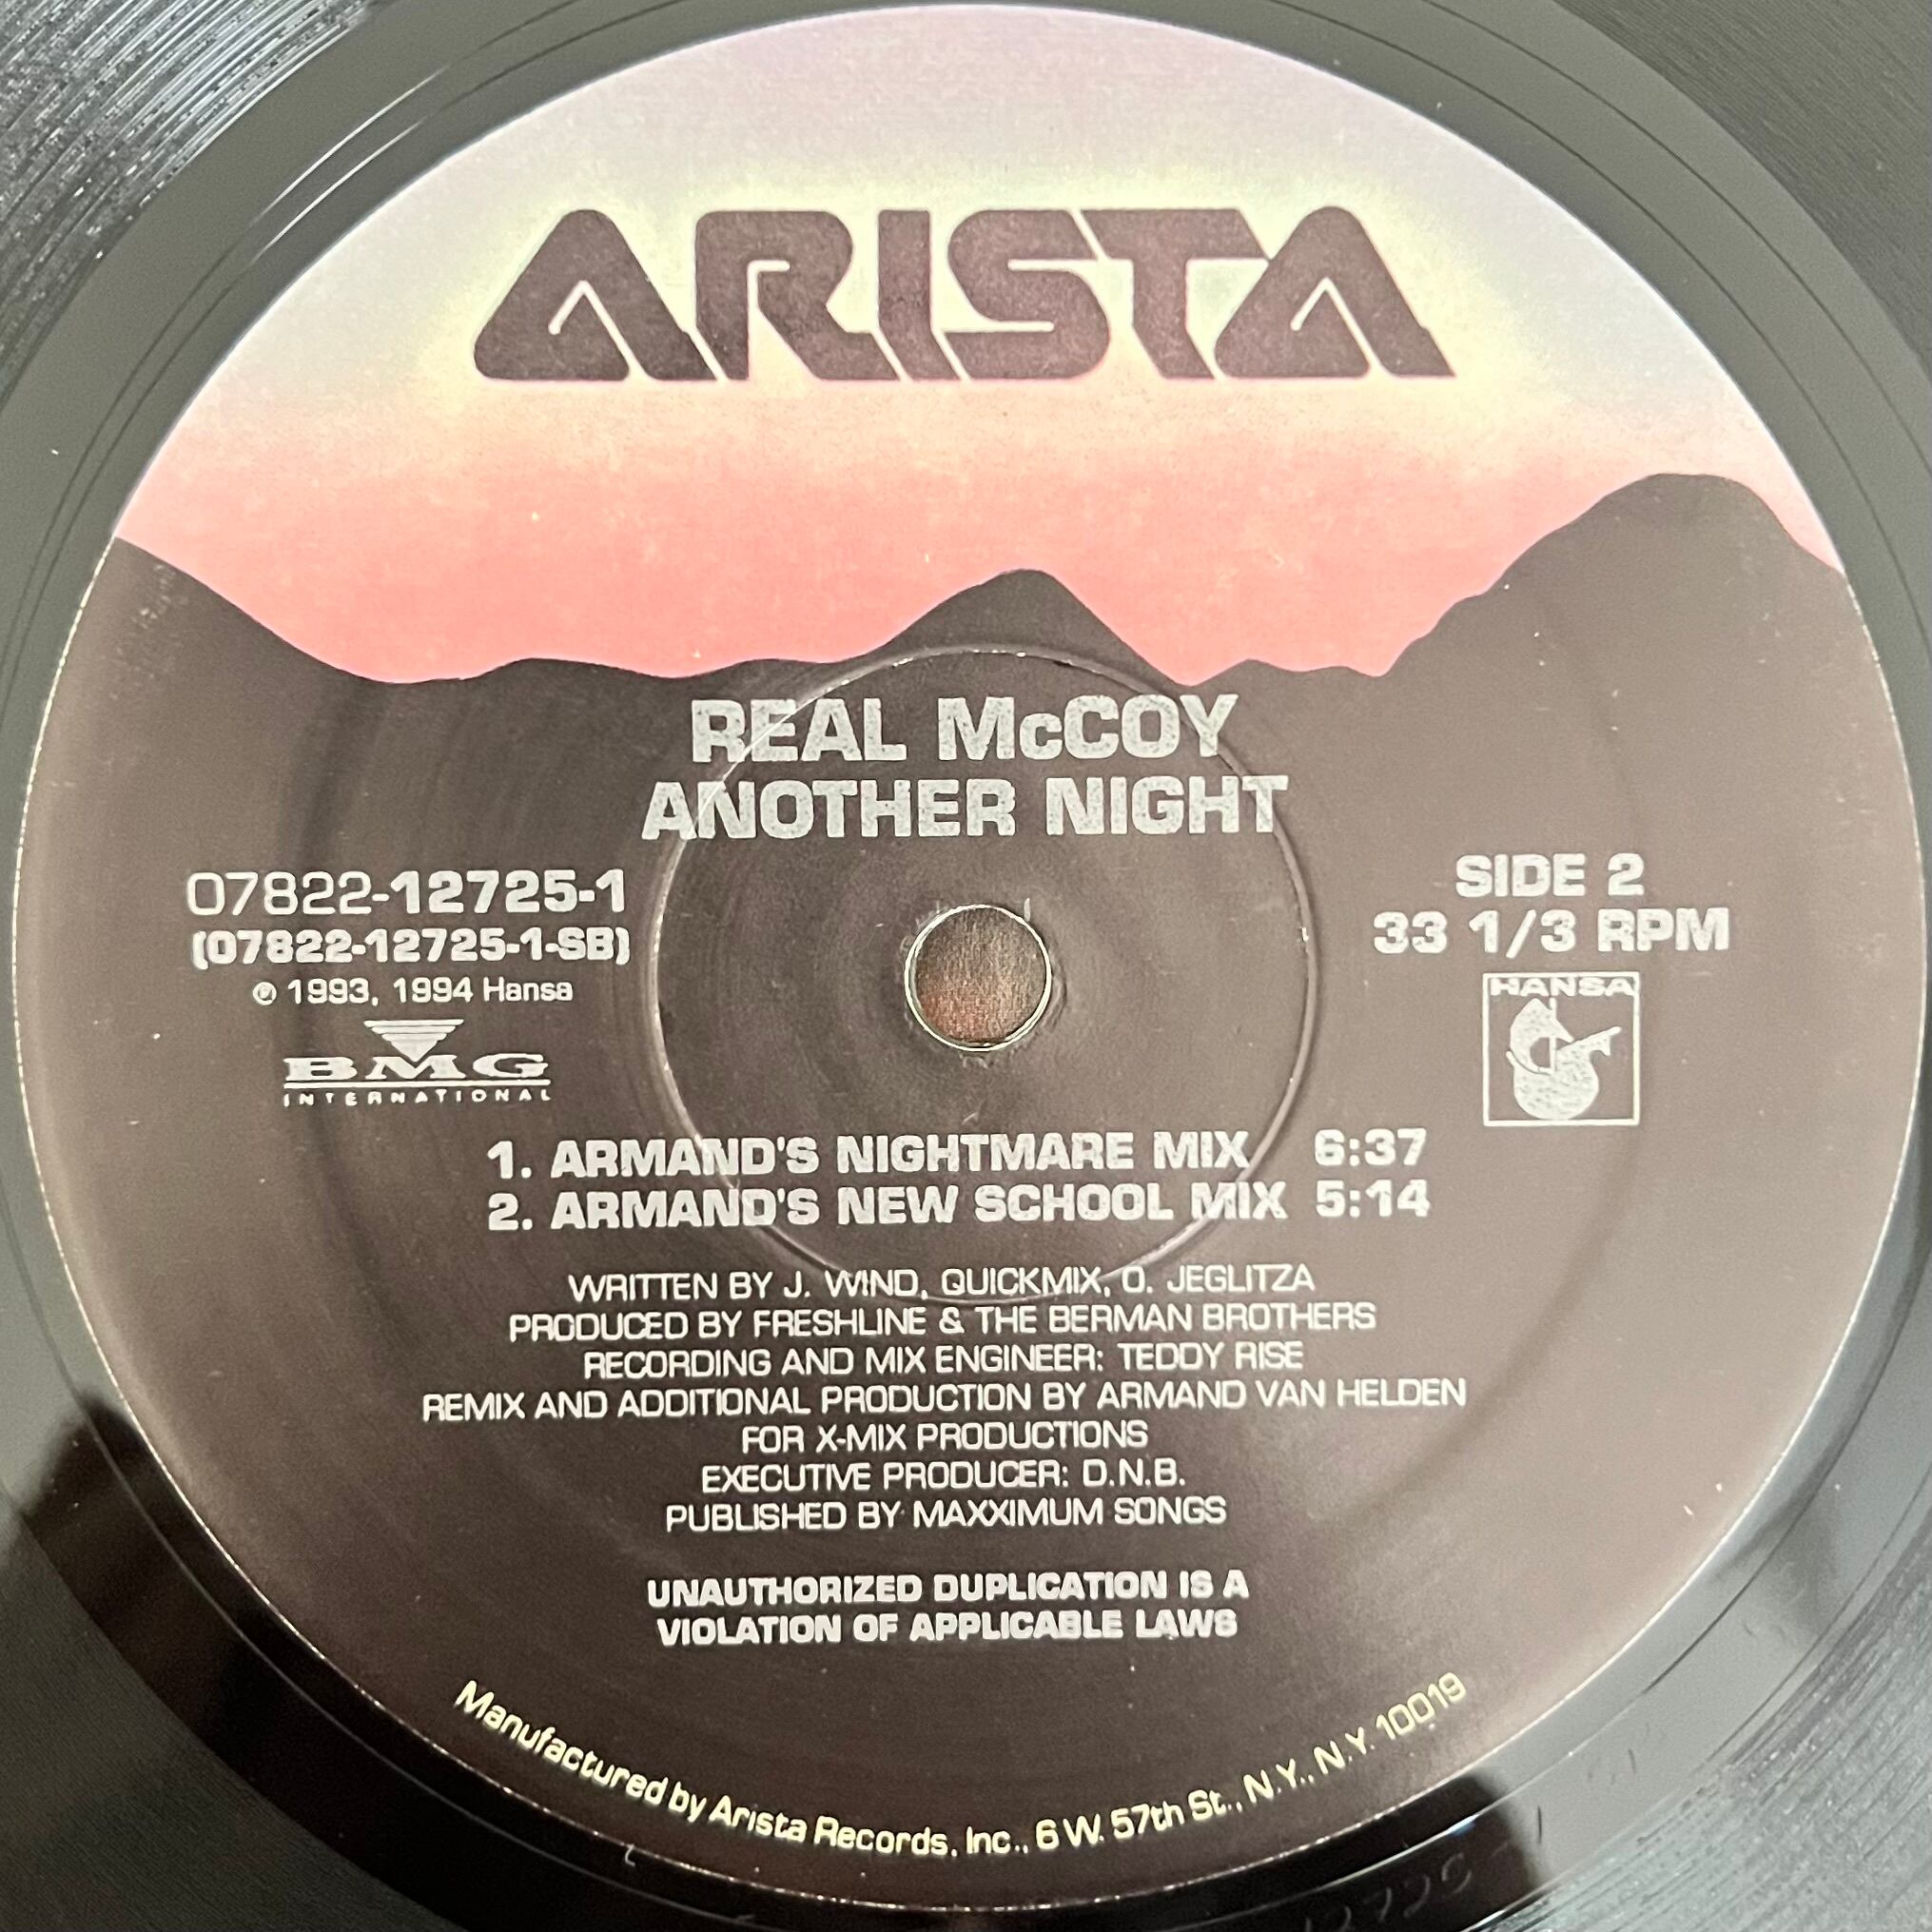 ARISTA
REAL McCOY
ANOTHER NIGHT
07822-12725-1
(07822-12725-1-SB)
℗ 1993, 1994 Hansa
BMG
INTERNATIONAL
SIDE 2
33 1/3 RPM
HANSA
1. ARMAND'S NIGHTMARE MIX 6:37
2. ARMAND'S NEW SCHOOL MIX 5:14
WRITTEN BY J. WIND, QUICKMIX, O. JEGLITZA
PRODUCED BY FRESHLINE & THE BERMAN BROTHERS
RECORDING AND MIX ENGINEER: TEDDY RISE
REMIX AND ADDITIONAL PRODUCTION BY ARMAND VAN HELDEN
FOR X-MIX PRODUCTIONS
EXECUTIVE PRODUCER: D.N.B.
PUBLISHED BY MAXXIMUM SONGS
UNAUTHORIZED DUPLICATION IS A
VIOLATION OF APPLICABLE LAWS
Manufactured by Arista Records, Inc., 6 W. 57th St., N.Y., N.Y. 10019